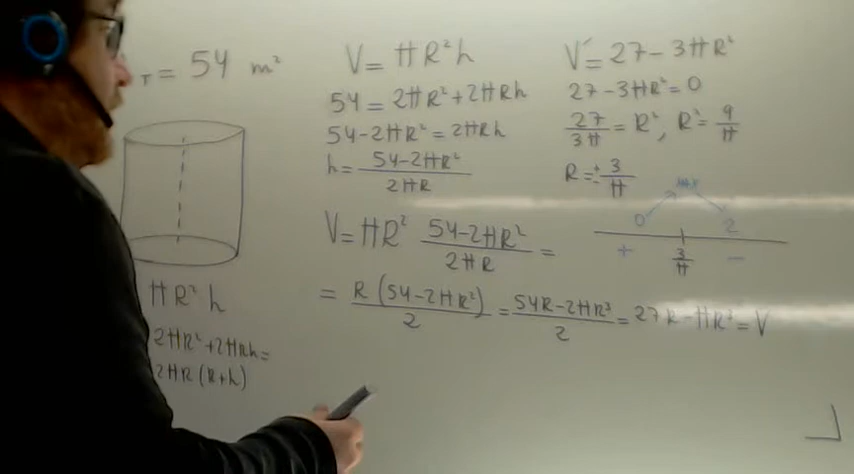 T = 54 m²
πR²h
2πR²+2πRh=
2πR(R+h)
V= πR²h
54 = 2πR²+2πRh
54-2πR²=2πRh
h= 54-2πR² / 2πR
V= πR² 54-2πR² / 2πR =
= R(54-2πR²) / 2 = 54R-2πR³ / 2 = 27R-πR³=V
V′=27-3πR²
27-3πR²=0
27 / 3π = R², R²= 9 / π
R=± 3 / π
max
0 2
+ 3 / π -